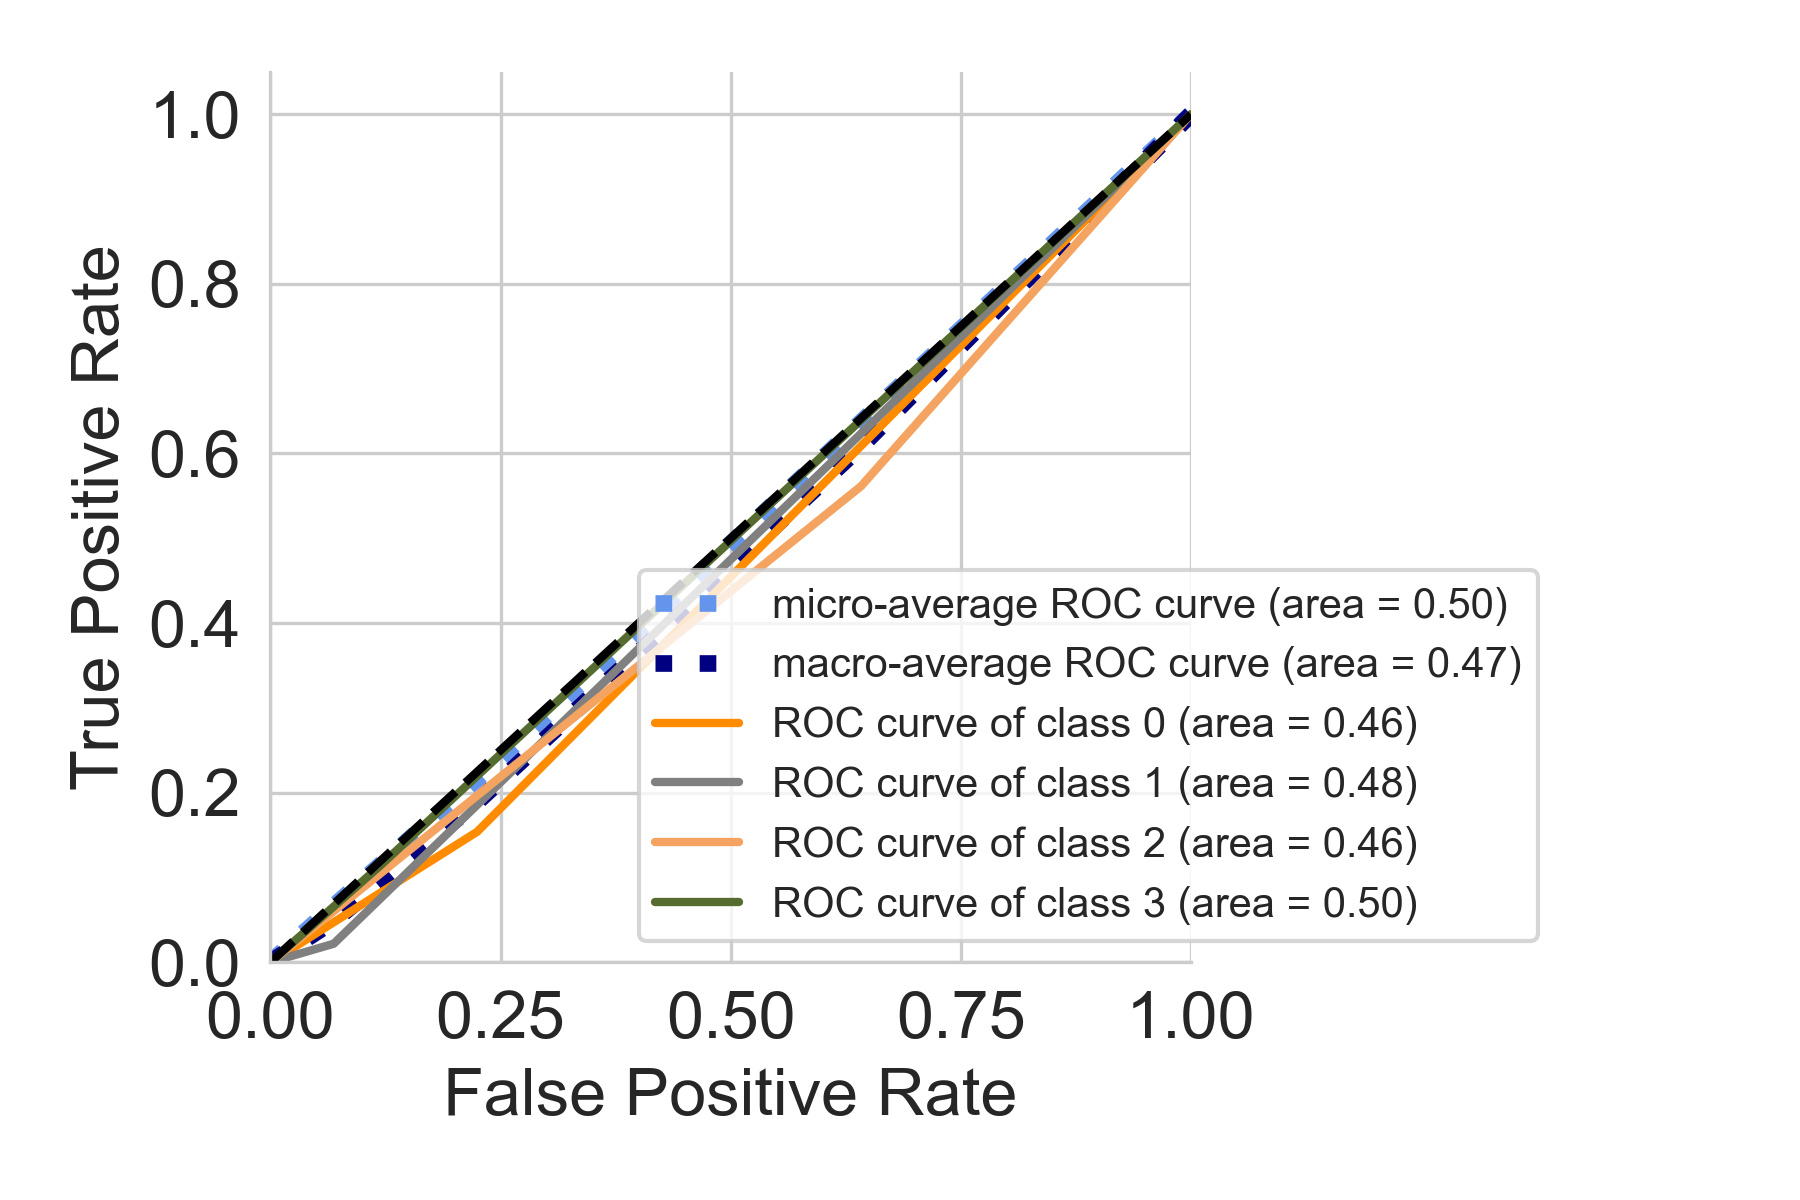 True Positive Rate
1.0
0.8
0.6
0.4
0.2
0.0
0.00 0.25 0.50 0.75 1.00
False Positive Rate
micro-average ROC curve (area = 0.50)
macro-average ROC curve (area = 0.47)
ROC curve of class 0 (area = 0.46)
ROC curve of class 1 (area = 0.48)
ROC curve of class 2 (area = 0.46)
ROC curve of class 3 (area = 0.50)